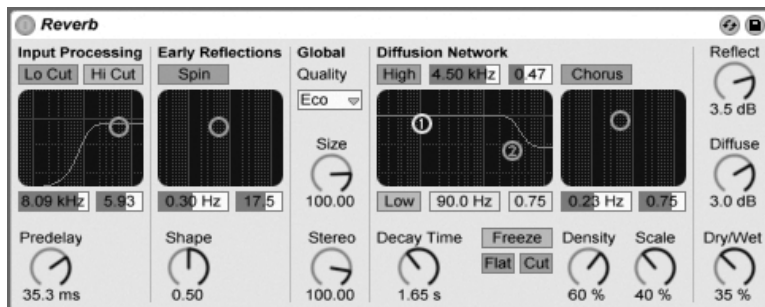 Reverb
Input Processing
Lo Cut Hi Cut
8.09 kHz 5.93
Predelay
35.3 ms
Early Reflections
Spin
0.30 Hz 17.5
Shape
0.50
Global
Quality
Eco
Size
100.00
Stereo
100.00
Diffusion Network
High 4.50 kHz 0.47 Chorus
1
2
Low 90.0 Hz 0.75 0.23 Hz 0.75
Decay Time
1.65 s
Freeze
Flat Cut
Density
60 %
Scale
40 %
Reflect
3.5 dB
Diffuse
3.0 dB
Dry/Wet
35 %